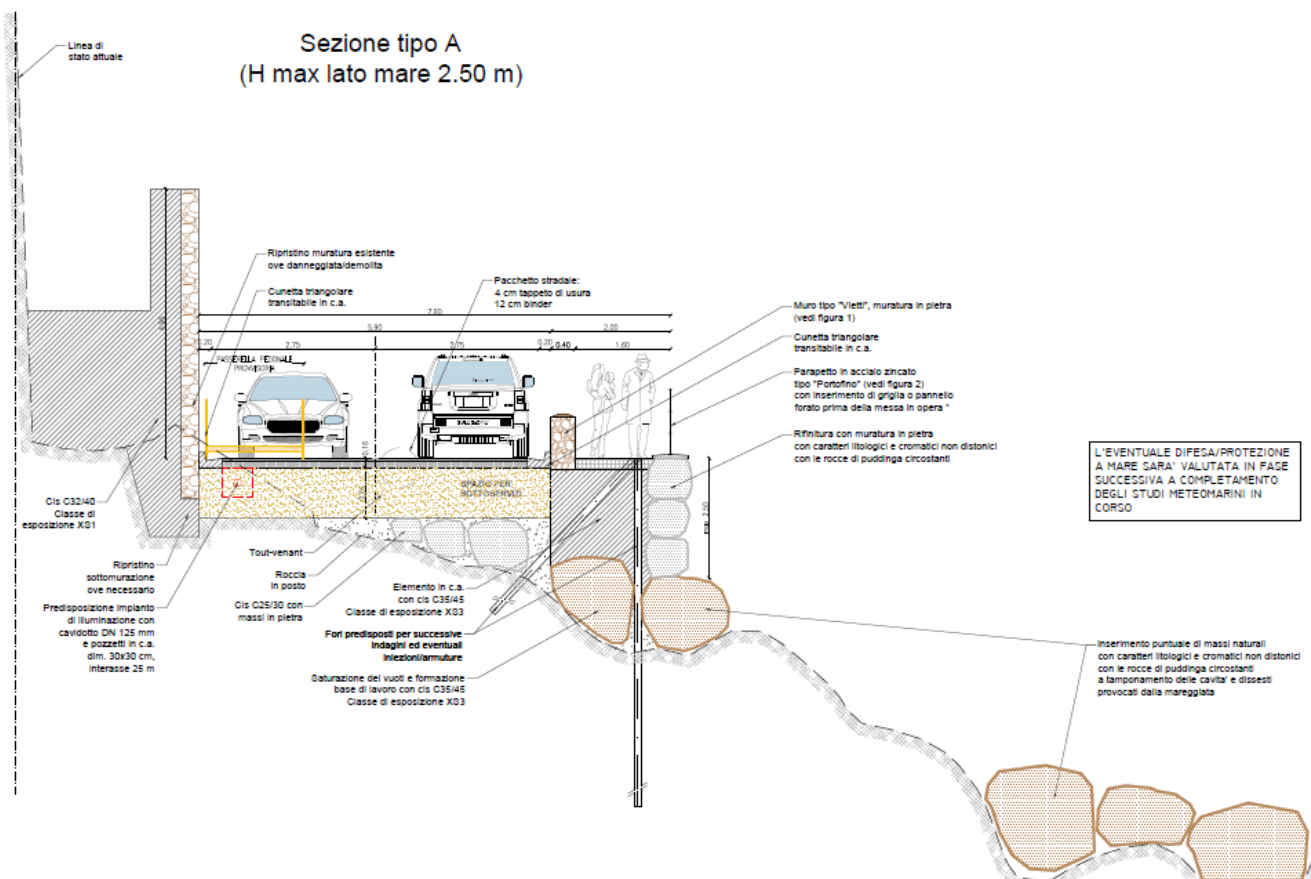 Sezione tipo A
(H max lato mare 2.50 m)
Linea di
stato attuale
Ripristino muratura esistente
ove danneggiata/demolita
Cunetta triangolare
transitabile in c.a.
Pacchetto stradale:
4 cm tappeto di usura
12 cm binder
5.90
2.00
0.20
2.75
0.20
0.40
1.60
PASSERELLA PEDONALE
PROVVISORIA
Muro tipo "Vietti", muratura in pietra
(vedi figura 1)
Cunetta triangolare
transitabile in c.a.
Parapetto in acciaio zincato
tipo "Portofino" (vedi figura 2)
con inserimento di griglia o pannello
forato prima della messa in opera *
Rifinitura con muratura in pietra
con caratteri litologici e cromatici non distonici
con le rocce di puddinga circostanti
L'EVENTUALE DIFESA/PROTEZIONE
A MARE SARA' VALUTATA IN FASE
SUCCESSIVA A COMPLETAMENTO
DEGLI STUDI METEOMARINI IN
CORSO
SPAZIO PER
SOTTOSERVIZI
2.50
Cls C32/40
Classe di
esposizione XS1
Ripristino
sottomurazione
ove necessario
Predisposizione impianto
di illuminazione con
cavidotto DN 125 mm
e pozzetti in c.a.
dim. 30x30 cm,
interasse 25 m
Tout-venant
Roccia
in posto
Cls C25/30 con
massi in pietra
Elemento in c.a.
con cls C35/45
Classe di esposizione XS3
Fori predisposti per successive
indagini ed eventuali
iniezioni/armuture
Saturazione dei vuoti e formazione
base di lavoro con cls C35/45
Classe di esposizione XS3
Inserimento puntuale di massi naturali
con caratteri litologici e cromatici non distonici
con le rocce di puddinga circostanti
a tamponamento delle cavita' e dissesti
provocati dalla mareggiata